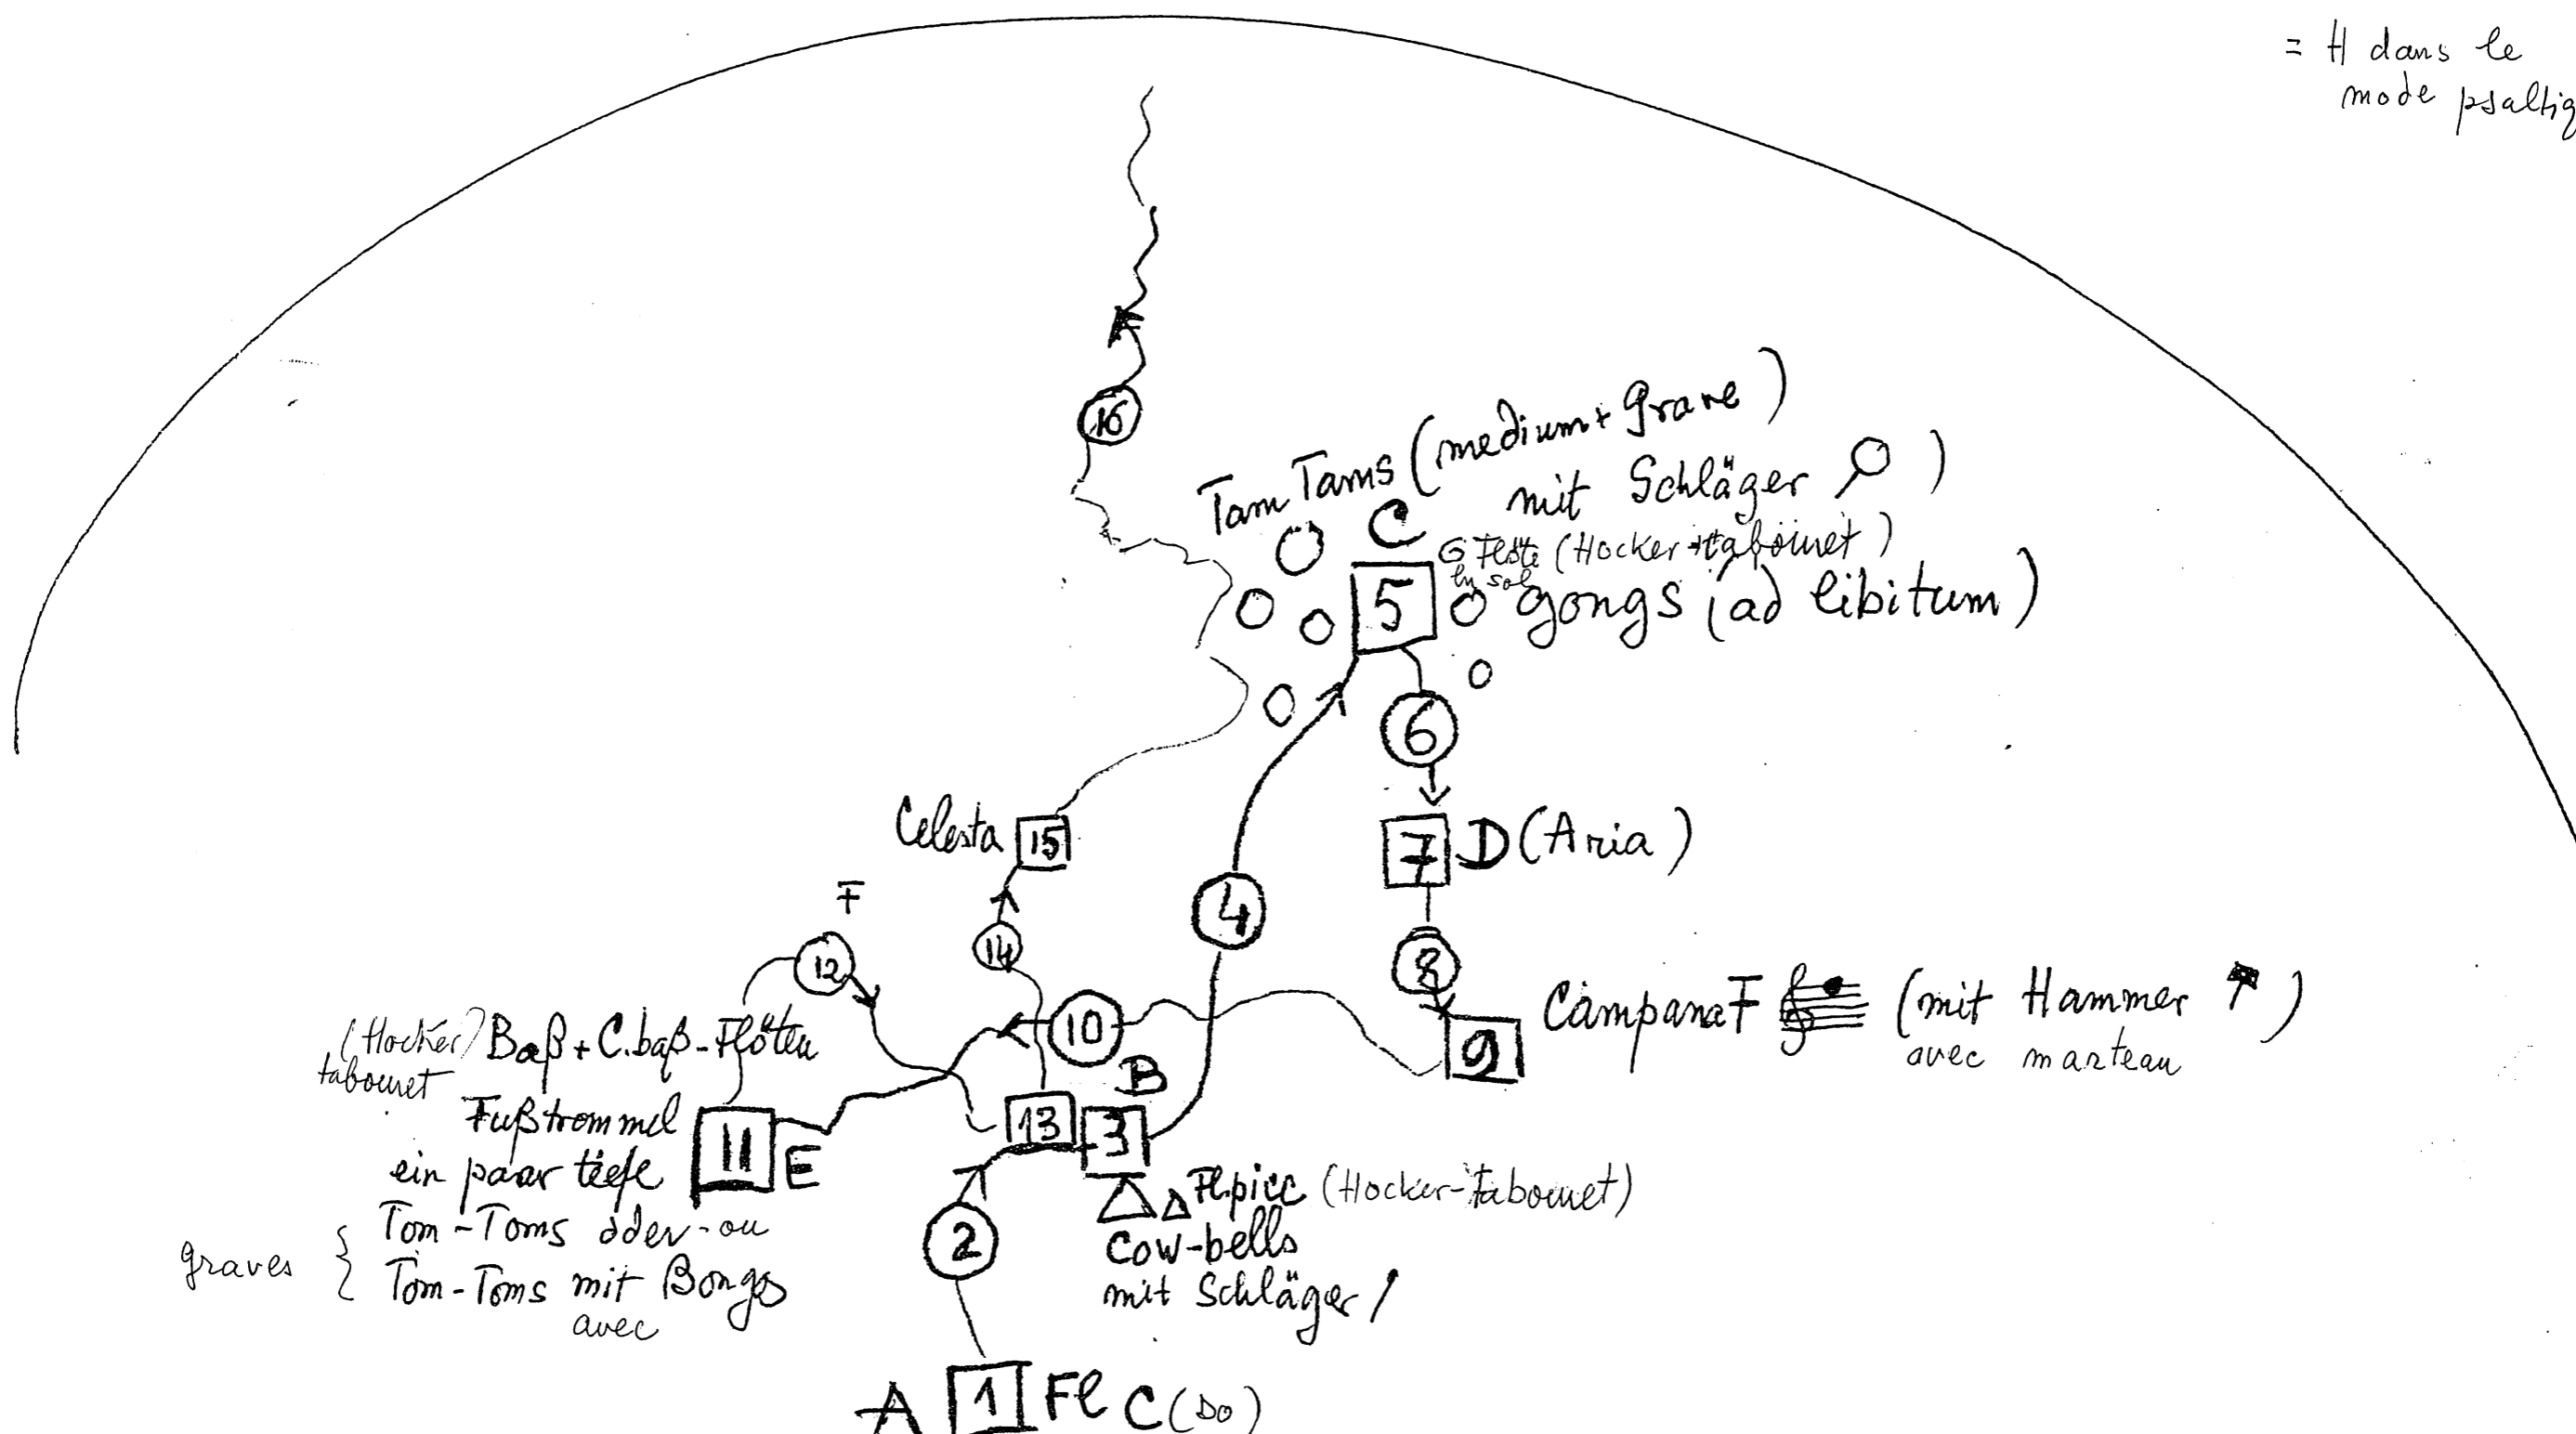 = H dans le
mode psaltiq
16
Tam Tams (medium + grave)
mit Schläger )
C
G Flöte (Hocker-tabouret)
en sol
5
gongs (ad libitum)
6
Celesta 15
7 D (Aria)
4
F
12
14
8
10
(Hocker) Baß + C.baß-Flöten
tabouret
Campana F (mit Hammer )
avec marteau
9
B
13 3
Fußtrommel
11 E
ein paar tiefe
Tom-Toms oder-ou
graves { Tom-Toms mit Bongos
avec
Fl.picc (Hocker-Tabouret)
Cow-bells
mit Schläger
2
A 1 Fl C (Do)